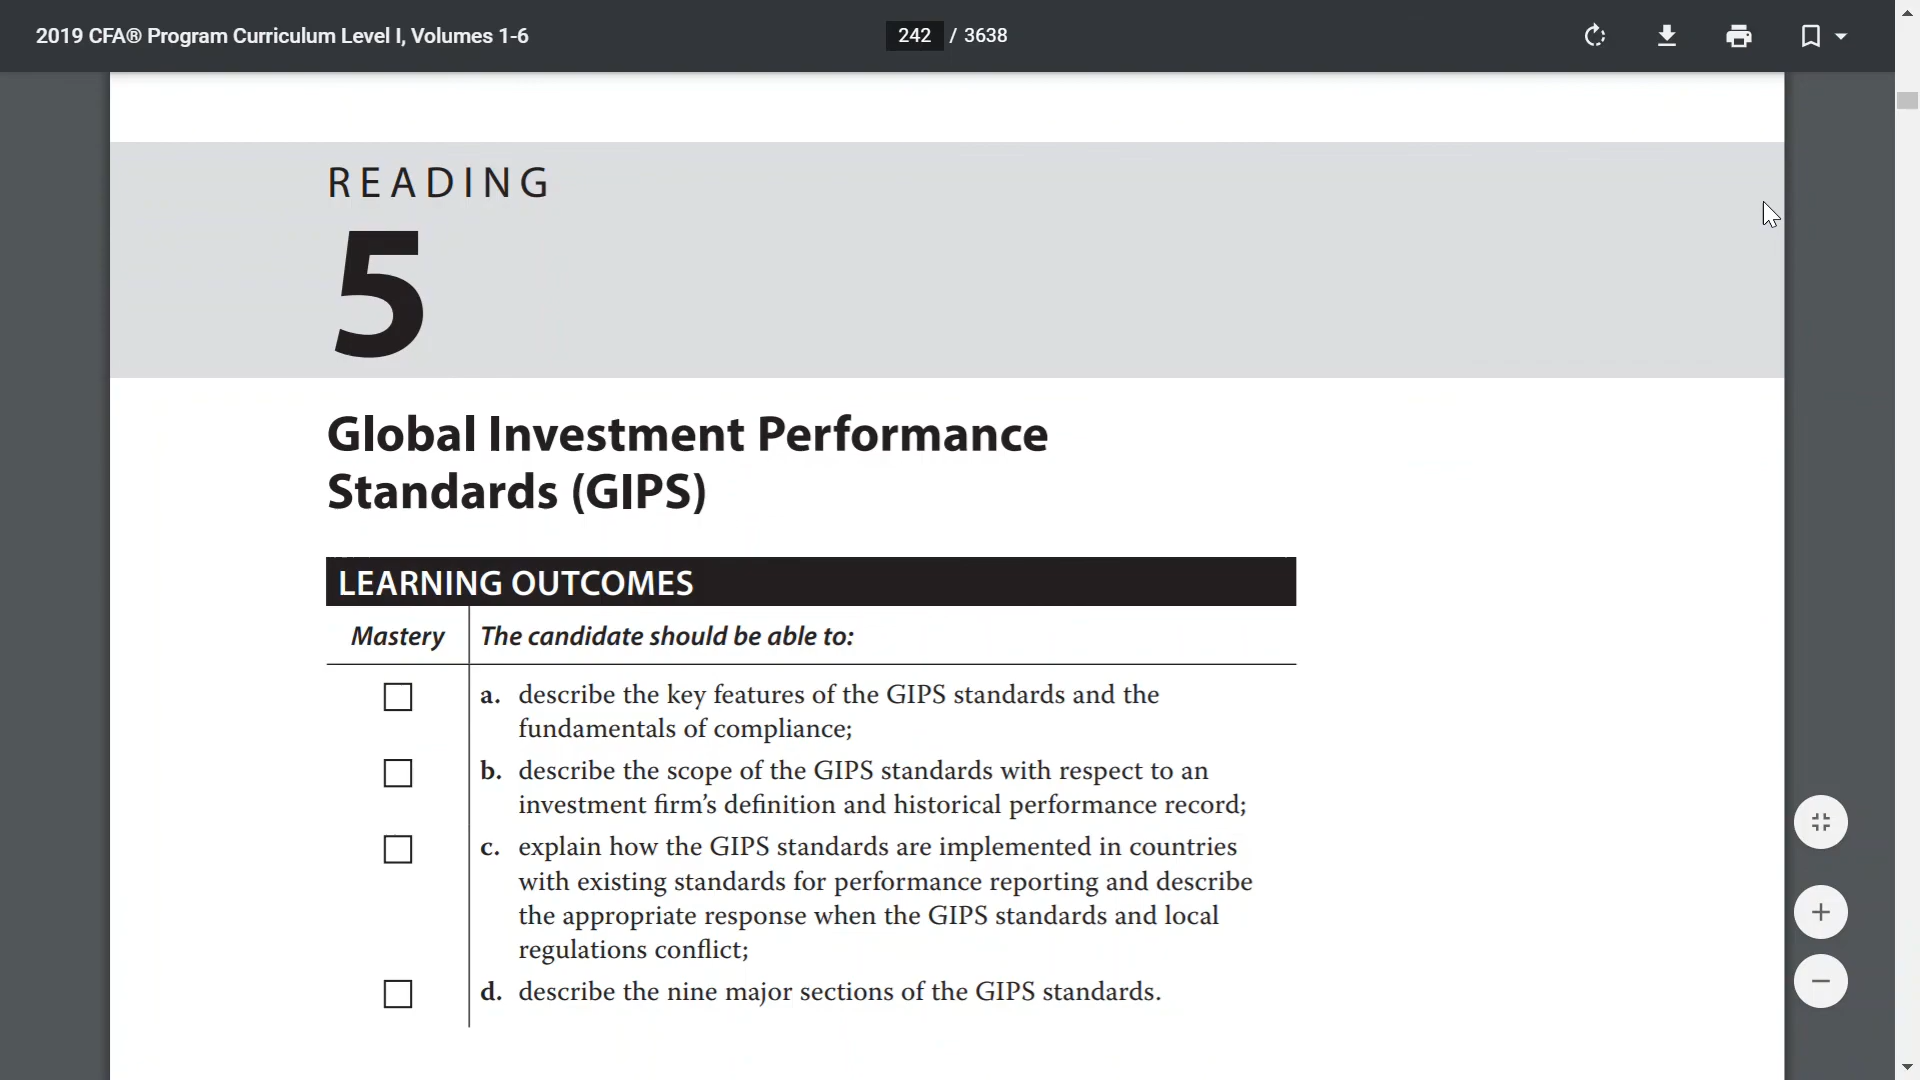 2019 CFA® Program Curriculum Level I, Volumes 1-6
242 / 3638
READING
5
Global Investment Performance
Standards (GIPS)
LEARNING OUTCOMES
Mastery The candidate should be able to:
a. describe the key features of the GIPS standards and the
fundamentals of compliance;
b. describe the scope of the GIPS standards with respect to an
investment firm’s definition and historical performance record;
c. explain how the GIPS standards are implemented in countries
with existing standards for performance reporting and describe
the appropriate response when the GIPS standards and local
regulations conflict;
d. describe the nine major sections of the GIPS standards.